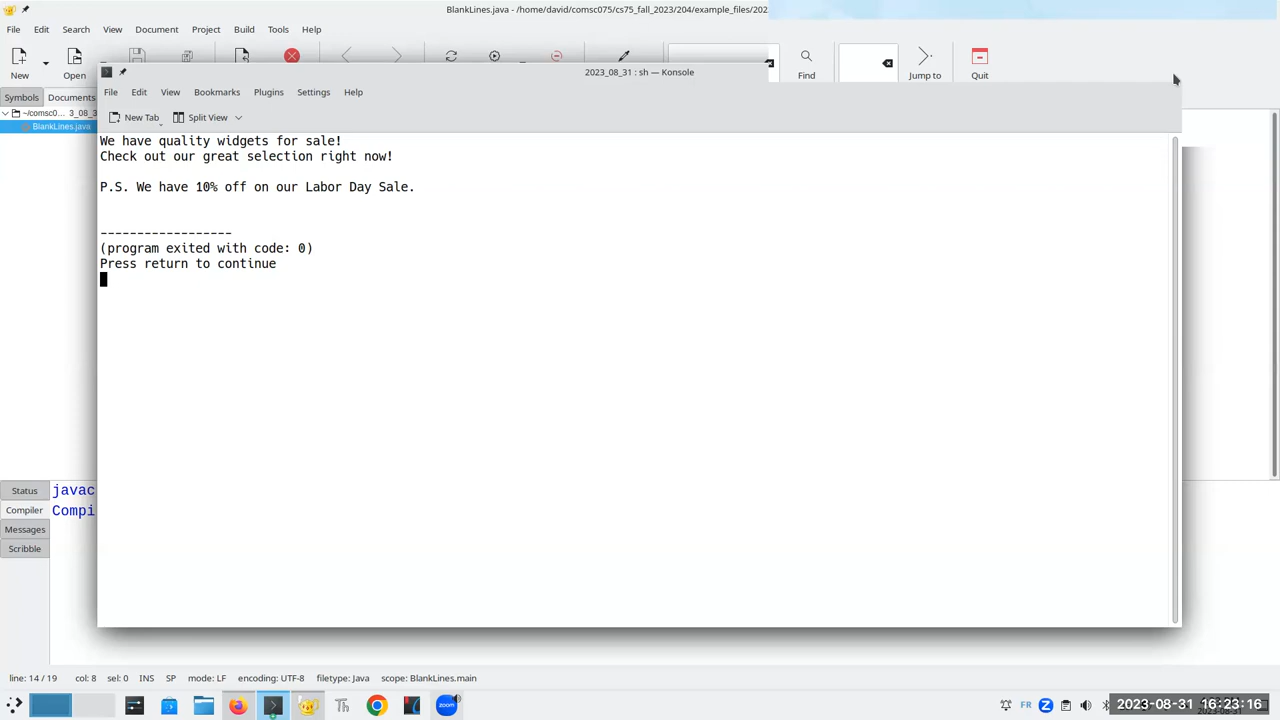 BlankLines.java - /home/david/comsc075/cs75_fall_2023/204/example_files/202
File Edit Search View Document Project Build Tools Help
New Open Find Jump to Quit
2023_08_31 : sh — Konsole
File Edit View Bookmarks Plugins Settings Help
Symbols Documents
New Tab Split View
~/comsc0... 3_08_3
BlankLines.java
We have quality widgets for sale!
Check out our great selection right now!
P.S. We have 10% off on our Labor Day Sale.
------------------
(program exited with code: 0)
Press return to continue
Status
Compiler
Messages
Scribble
javac
Compi
line: 14 / 19 col: 8 sel: 0 INS SP mode: LF encoding: UTF-8 filetype: Java scope: BlankLines.main
Th zoom FR Z
2023-08-31 16:23:16